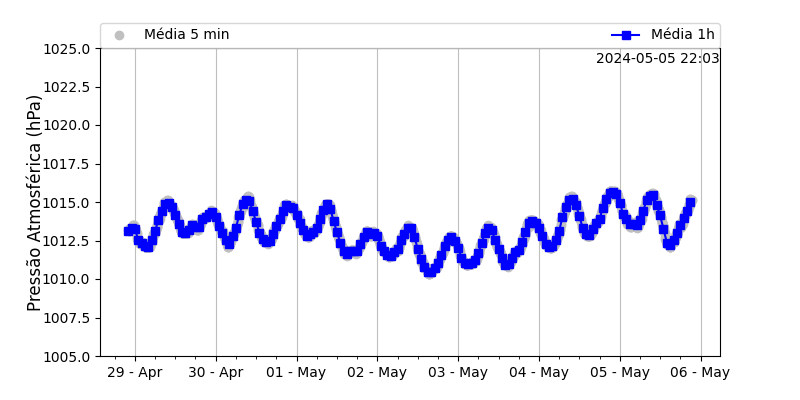 Média 5 min
Média 1h
2024-05-05 22:03
Pressão Atmosférica (hPa)
1025.0
1022.5
1020.0
1017.5
1015.0
1012.5
1010.0
1007.5
1005.0
29 - Apr
30 - Apr
01 - May
02 - May
03 - May
04 - May
05 - May
06 - May